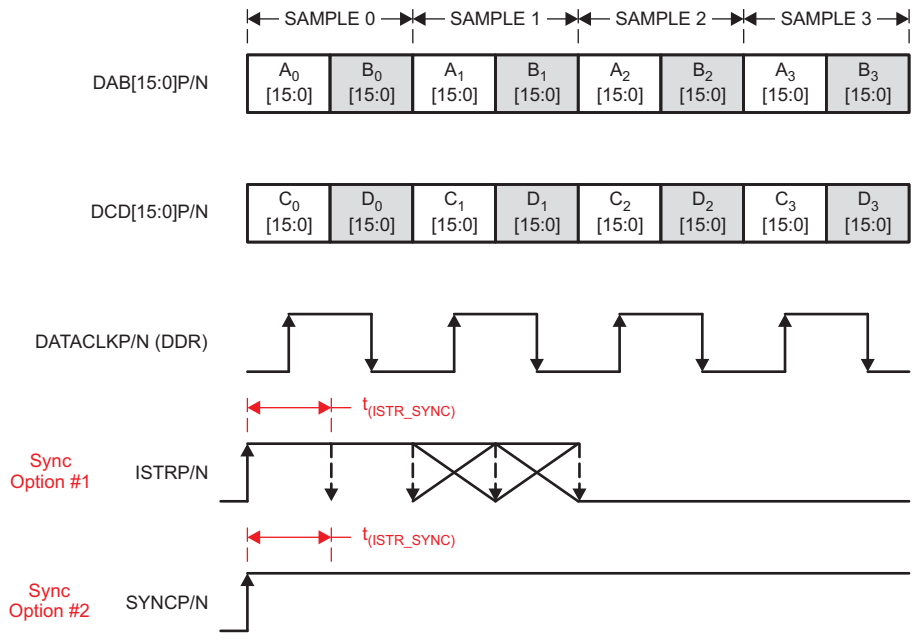 SAMPLE 0 SAMPLE 1 SAMPLE 2 SAMPLE 3
DAB[15:0]P/N
A0 B0 A1 B1 A2 B2 A3 B3
[15:0] [15:0] [15:0] [15:0] [15:0] [15:0] [15:0] [15:0]
DCD[15:0]P/N
C0 D0 C1 D1 C2 D2 C3 D3
[15:0] [15:0] [15:0] [15:0] [15:0] [15:0] [15:0] [15:0]
DATACLKP/N (DDR)
t(ISTR_SYNC)
Sync
Option #1
ISTRP/N
t(ISTR_SYNC)
Sync
Option #2
SYNCP/N